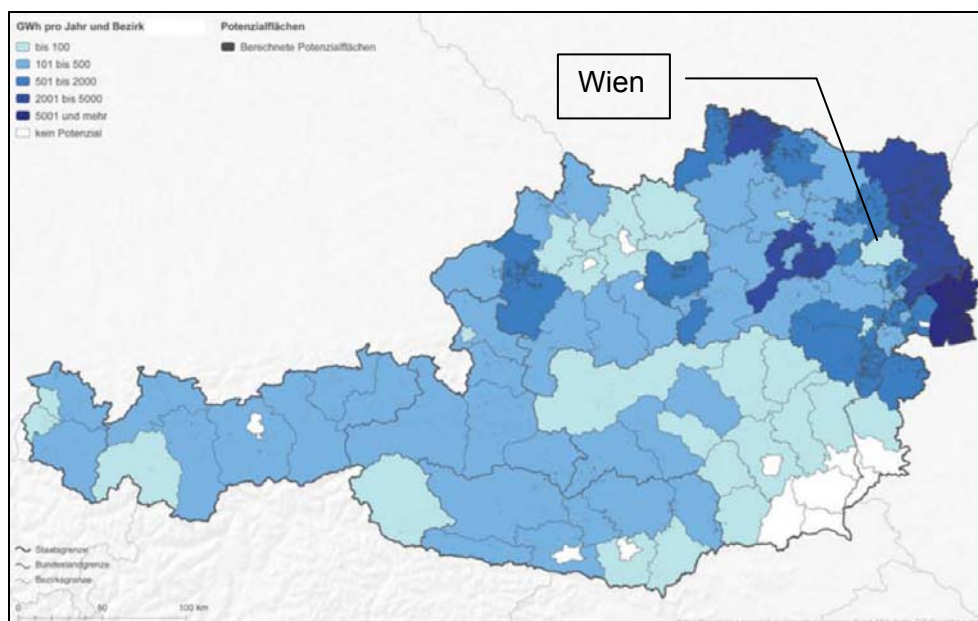 GWh pro Jahr und Bezirk
bis 100
101 bis 500
501 bis 2000
2001 bis 5000
5001 und mehr
kein Potenzial
Potenzialflächen
Berechnete Potenzialflächen
Wien
Staatsgrenze
Bundeslandgrenze
Bezirksgrenze
0 50 100 km